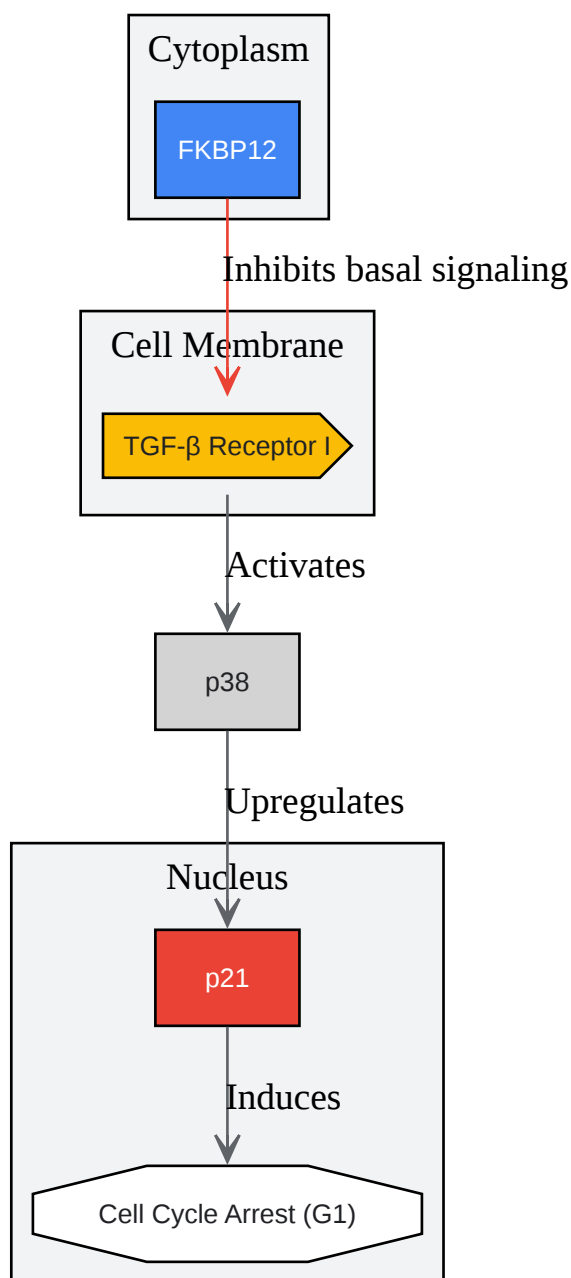 Cytoplasm
FKBP12
Inhibits basal signaling
Cell Membrane
TGF-β Receptor I
Activates
p38
Upregulates
Nucleus
p21
Induces
Cell Cycle Arrest (G1)